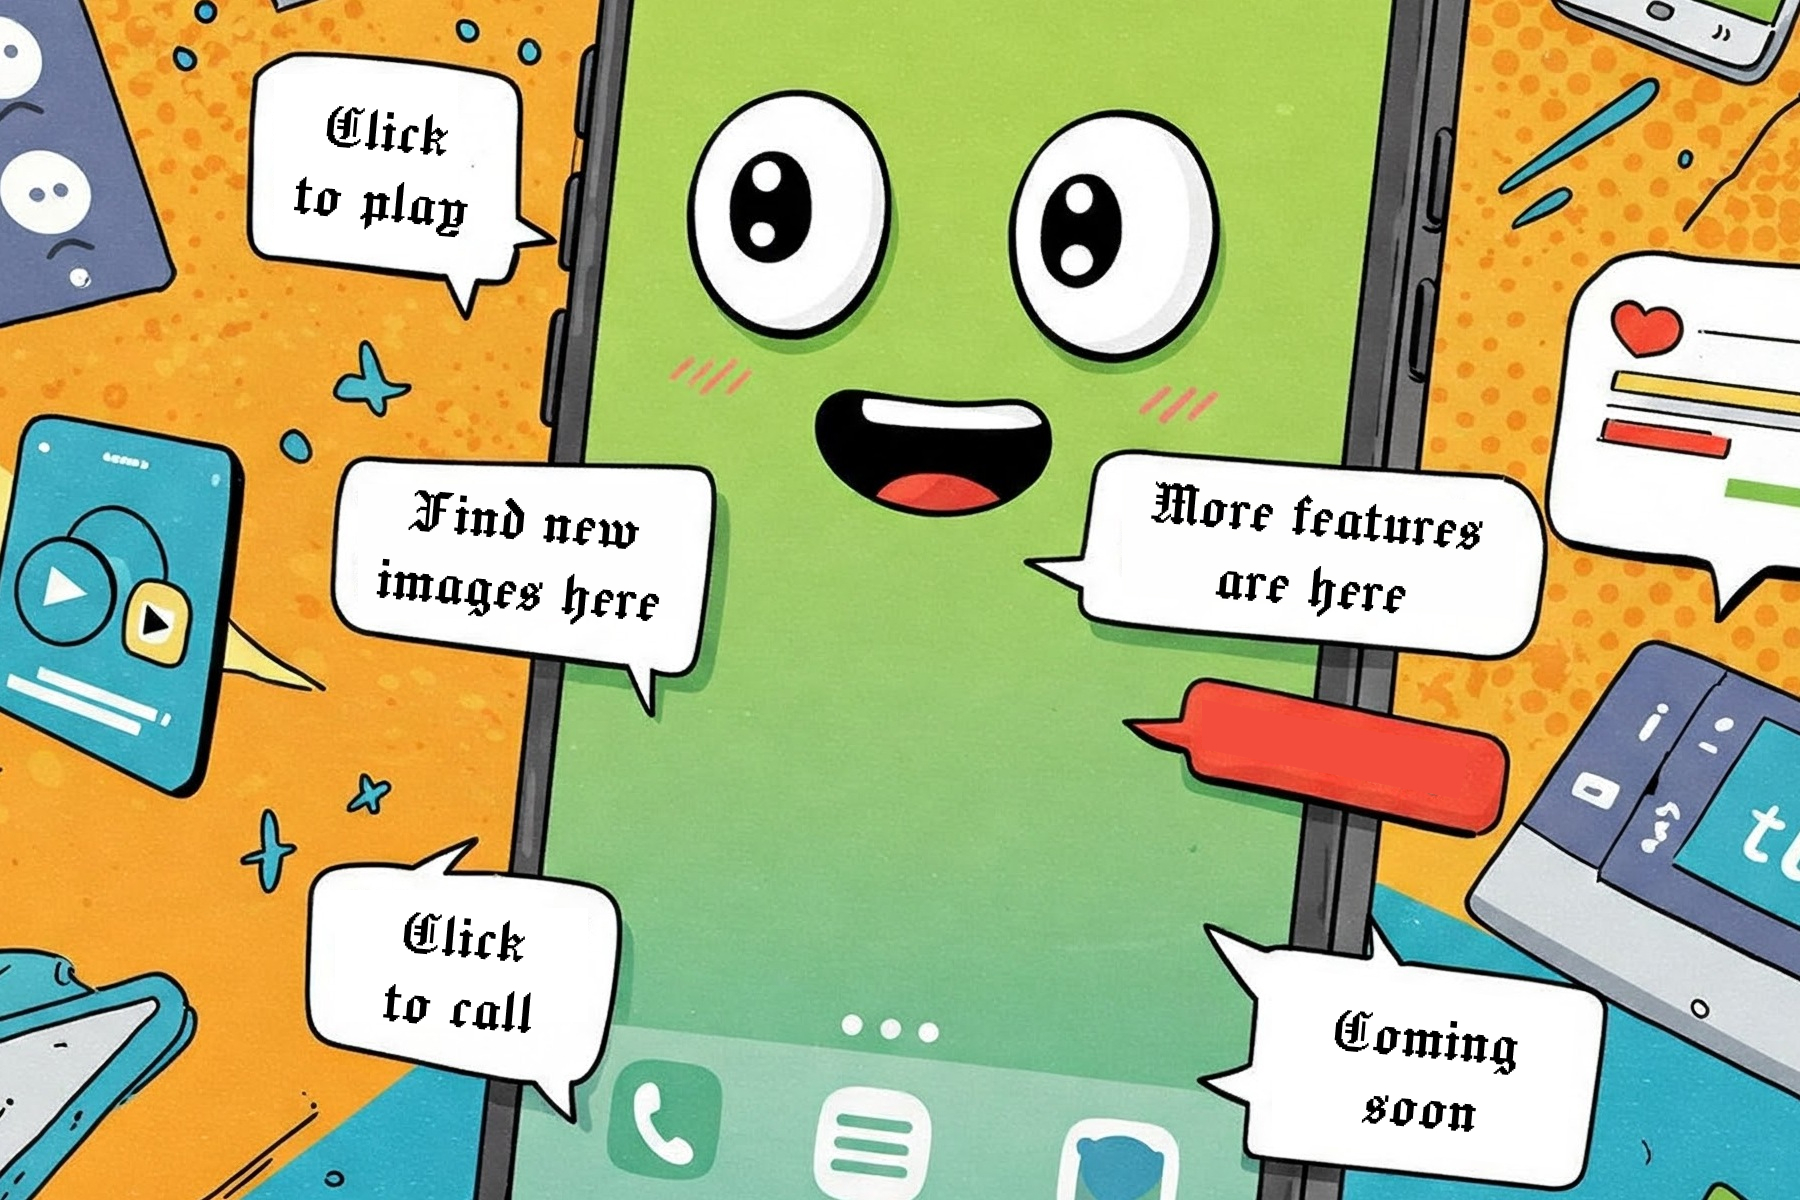 Click
to play
Find new
images here
More features
are here
Click
to call
Coming
soon